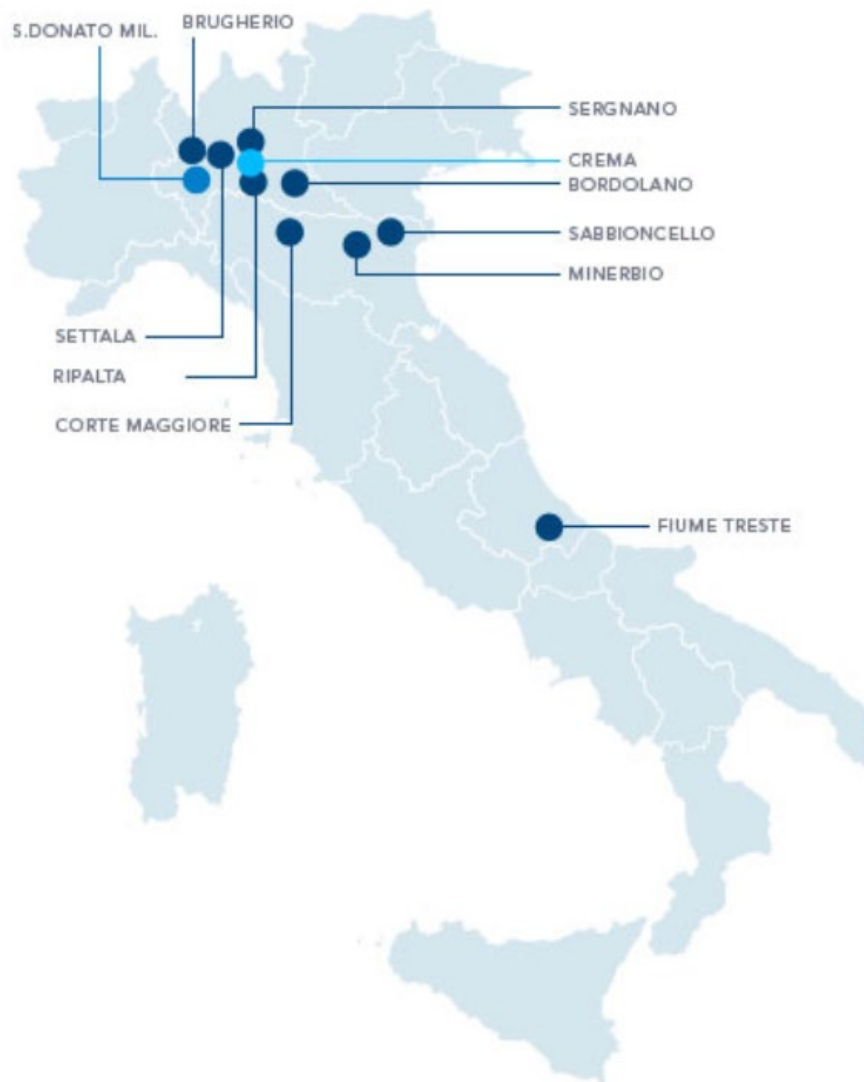 BRUGHERIO
S.DONATO MIL.
SERGNANO
CREMA
BORDOLANO
SABBIONCELLO
MINERBIO
SETTALA
RIPALTA
CORTE MAGGIORE
FIUME TRESTE